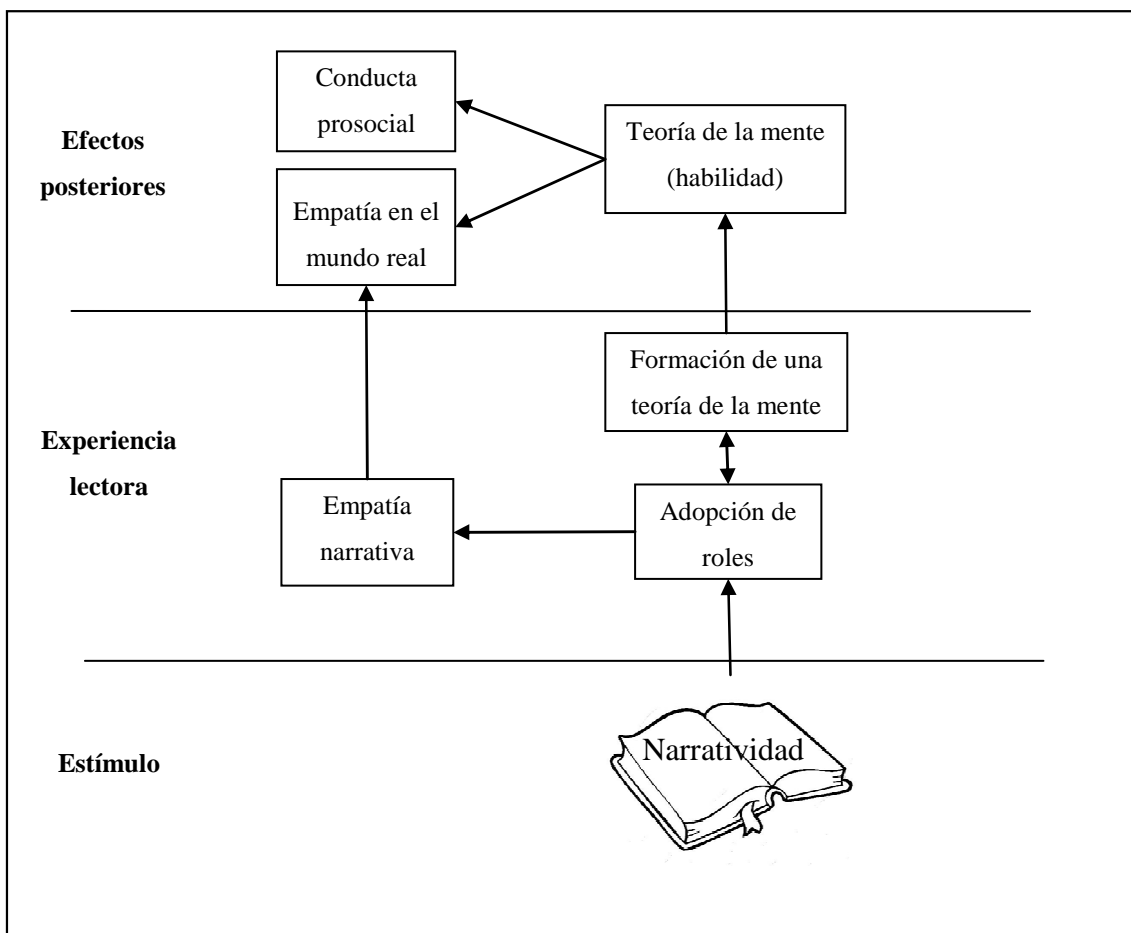 Conducta
prosocial
Teoría de la mente
(habilidad)
Efectos
posteriores
Empatía en el
mundo real
Formación de una
teoría de la mente
Experiencia
lectora
Empatía
narrativa
Adopción de
roles
Narratividad
Estímulo